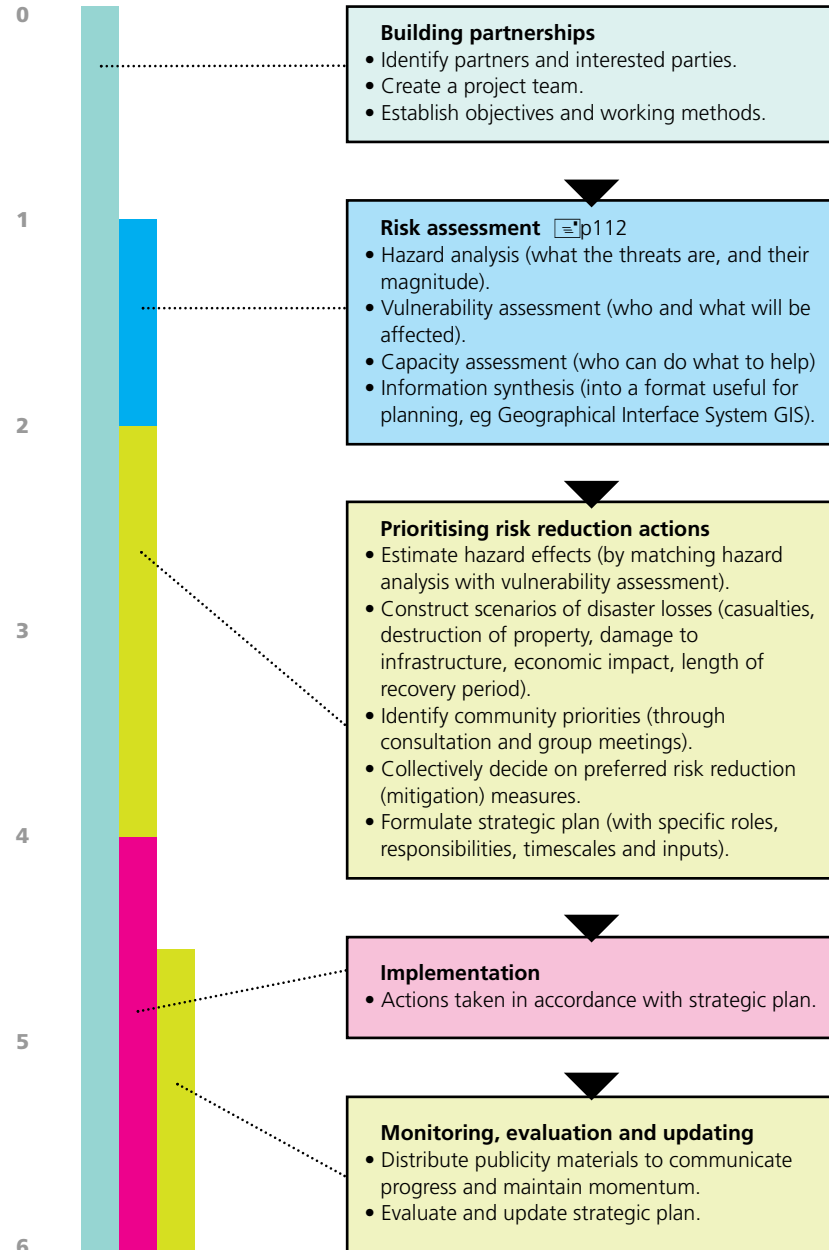 0
Building partnerships
• Identify partners and interested parties.
• Create a project team.
• Establish objectives and working methods.
1
Risk assessment p112
• Hazard analysis (what the threats are, and their
magnitude).
• Vulnerability assessment (who and what will be
affected).
• Capacity assessment (who can do what to help)
• Information synthesis (into a format useful for
planning, eg Geographical Interface System GIS).
2
Prioritising risk reduction actions
• Estimate hazard effects (by matching hazard
analysis with vulnerability assessment).
• Construct scenarios of disaster losses (casualties,
destruction of property, damage to
infrastructure, economic impact, length of
recovery period).
3
• Identify community priorities (through
consultation and group meetings).
• Collectively decide on preferred risk reduction
(mitigation) measures.
• Formulate strategic plan (with specific roles,
responsibilities, timescales and inputs).
4
Implementation
• Actions taken in accordance with strategic plan.
5
Monitoring, evaluation and updating
• Distribute publicity materials to communicate
progress and maintain momentum.
• Evaluate and update strategic plan.
6